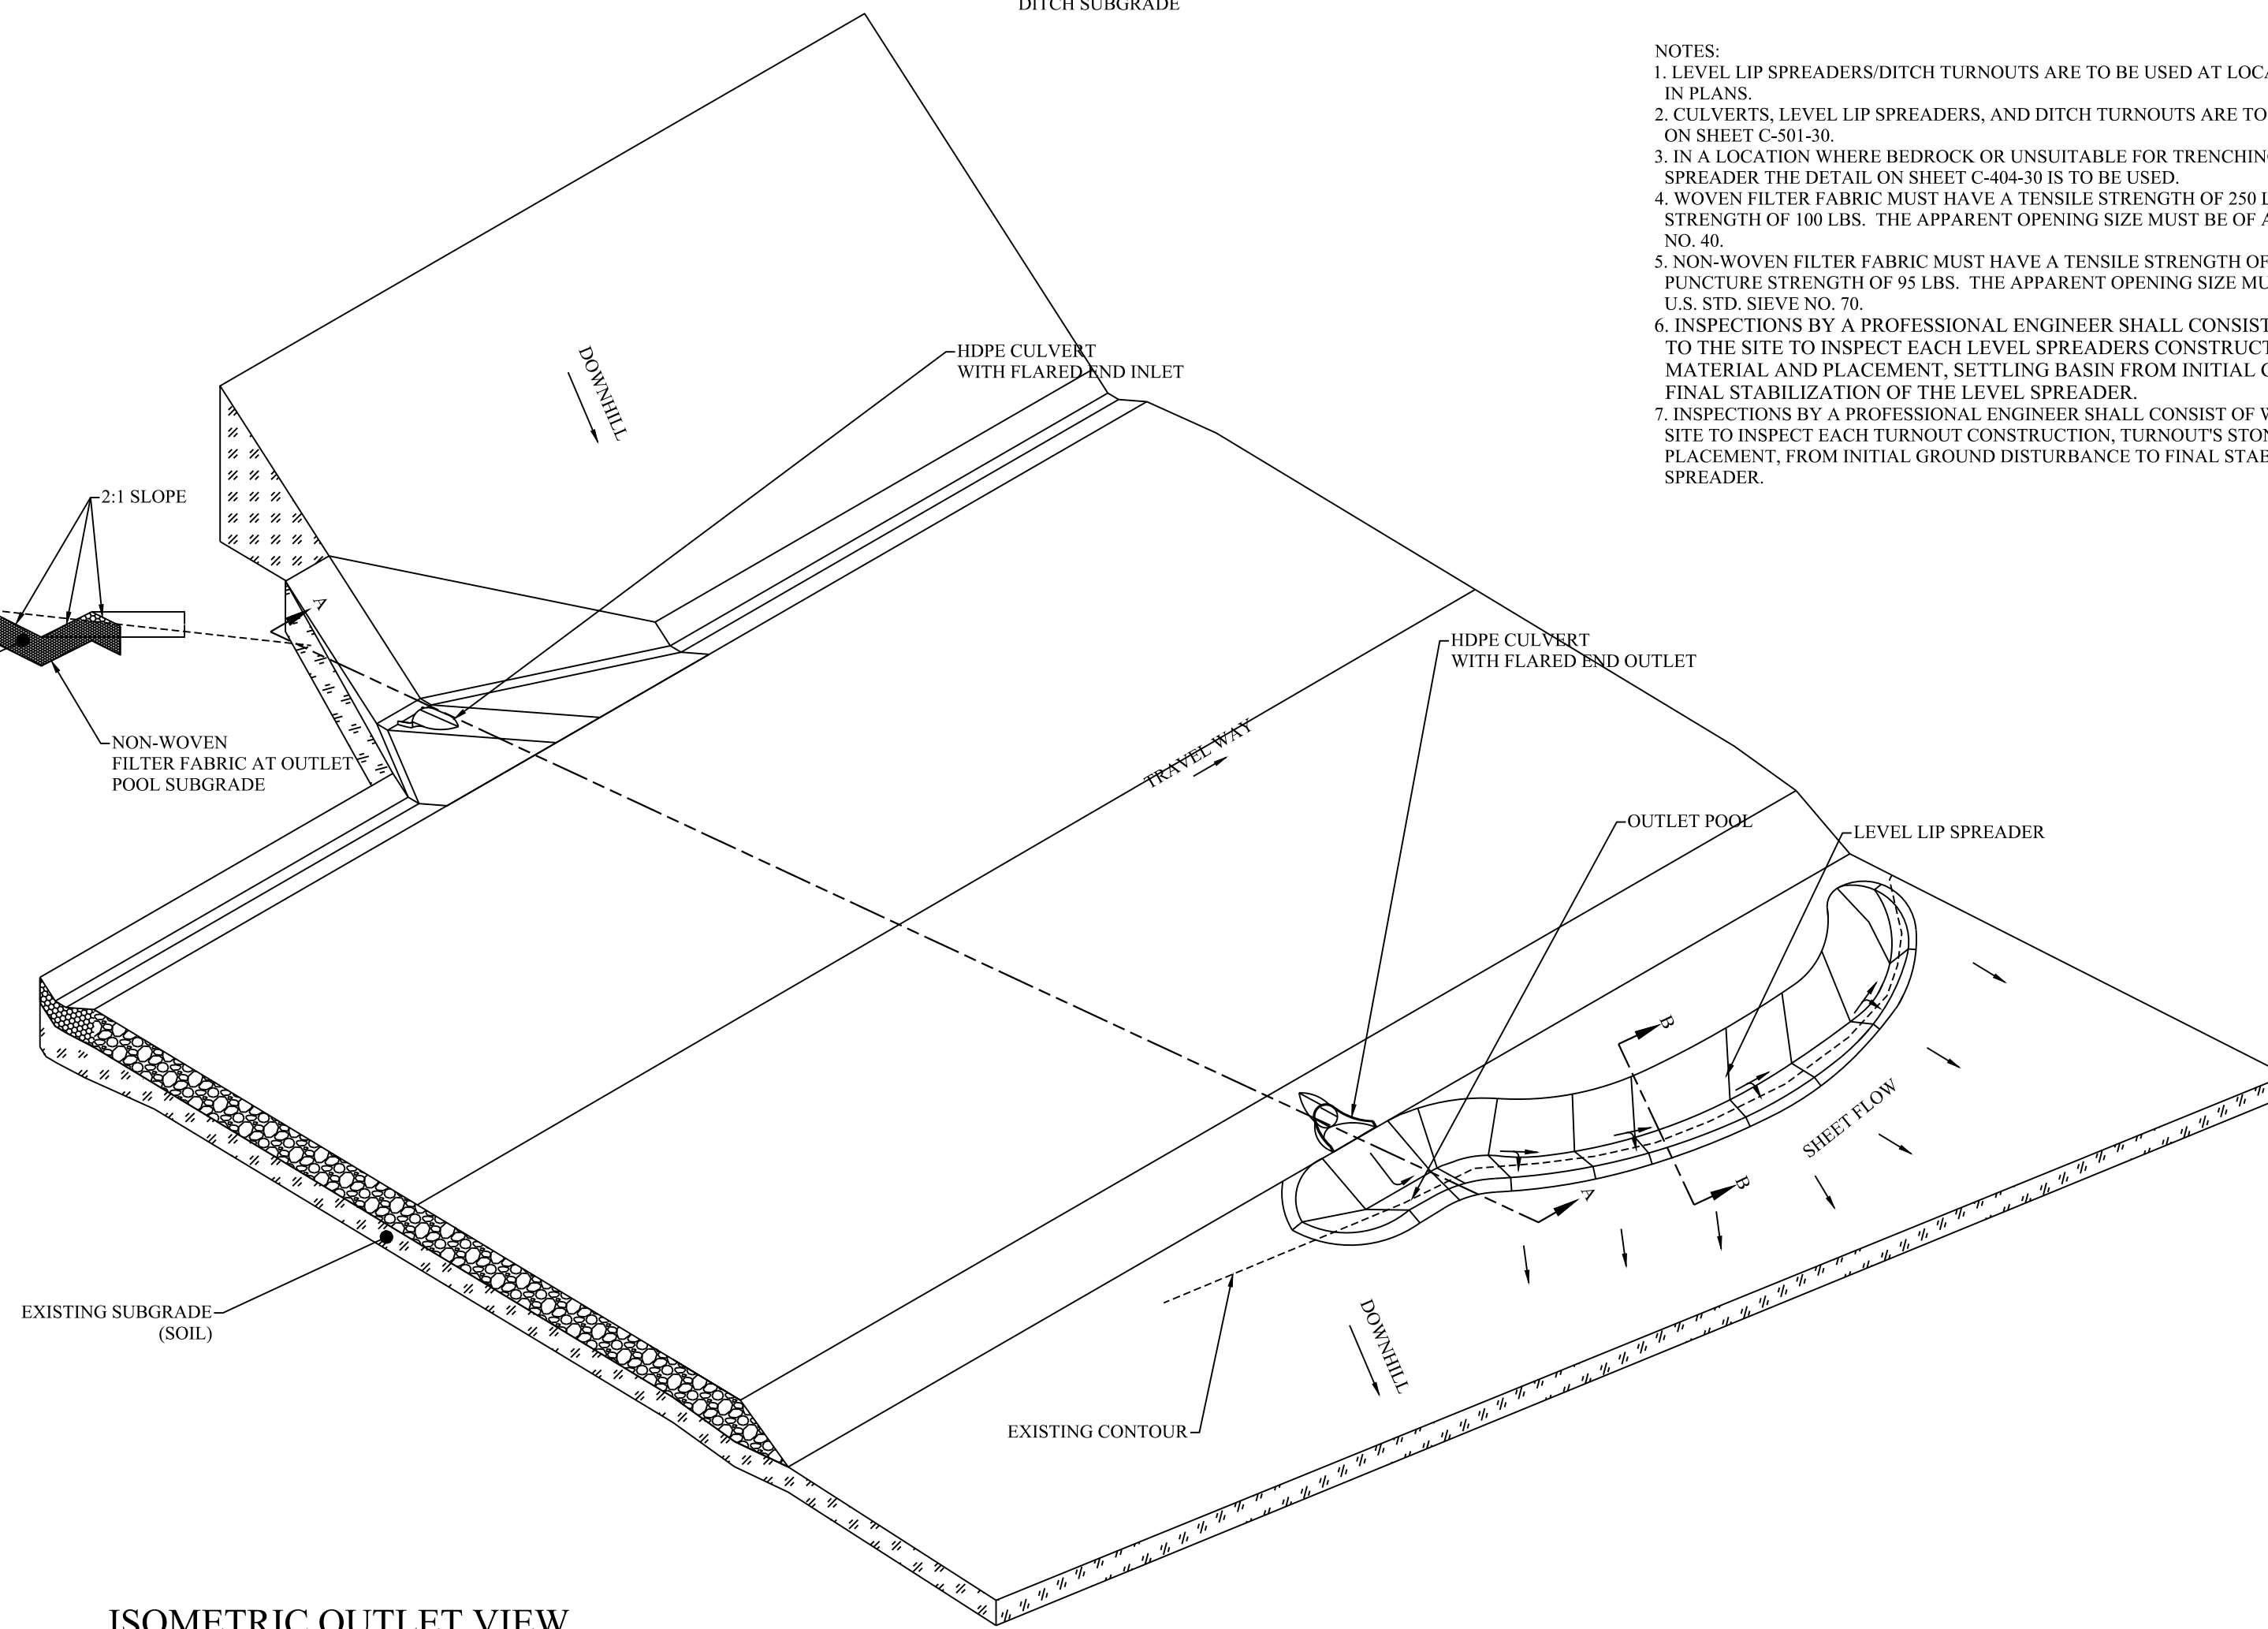 DITCH SUBGRADE
NOTES:
1. LEVEL LIP SPREADERS/DITCH TURNOUTS ARE TO BE USED AT
IN PLANS.
2. CULVERTS, LEVEL LIP SPREADERS, AND DITCH TURNOUTS ARE TO
ON SHEET C-501-30.
3. IN A LOCATION WHERE BEDROCK OR UNSUITABLE FOR
SPREADER THE DETAIL ON SHEET C-404-30 IS TO BE USED.
4. WOVEN FILTER FABRIC MUST HAVE A TENSILE STRENGTH OF 250
STRENGTH OF 100 LBS. THE APPARENT OPENING SIZE MUST BE OF
NO. 40.
5. NON-WOVEN FILTER FABRIC MUST HAVE A TENSILE STRENGTH OF
PUNCTURE STRENGTH OF 95 LBS. THE APPARENT OPENING SIZE
U.S. STD. SIEVE NO. 70.
6. INSPECTIONS BY A PROFESSIONAL ENGINEER SHALL CONSIST
TO THE SITE TO INSPECT EACH LEVEL SPREADERS
MATERIAL AND PLACEMENT, SETTLING BASIN FROM INITIAL
FINAL STABILIZATION OF THE LEVEL SPREADER.
7. INSPECTIONS BY A PROFESSIONAL ENGINEER SHALL CONSIST OF
SITE TO INSPECT EACH TURNOUT CONSTRUCTION, TURNOUT'S
PLACEMENT, FROM INITIAL GROUND DISTURBANCE TO FINAL
SPREADER.
DOWNHILL
HDPE CULVERT
WITH FLARED END INLET
2:1 SLOPE
A
HDPE CULVERT
WITH FLARED END OUTLET
NON-WOVEN
FILTER FABRIC AT OUTLET
POOL SUBGRADE
TRAVEL WAY
OUTLET POOL
LEVEL LIP SPREADER
B
SHEET FLOW
B
A
EXISTING SUBGRADE
(SOIL)
DOWNHILL
EXISTING CONTOUR
ISOMETRIC OUTLET VIEW